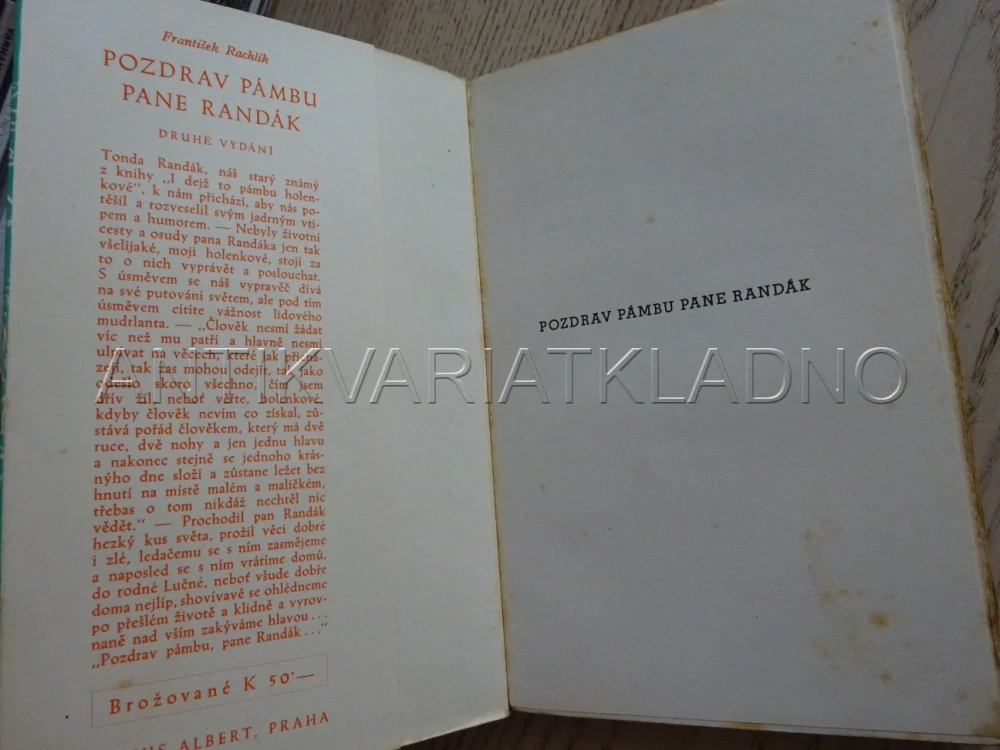 František Rachlík
POZDRAV PÁMBU
PANE RANDÁK
DRUHÉ VYDÁNÍ
Tonda Randák, náš starý známý
z knihy „I dejž to pámbu holen-
kové“, k nám přichází, aby nás po-
těšil a rozveselil svým jadrným vti-
pem a humorem. — Nebyly životní
cesty a osudy pana Randáka jen tak
všelijaké, moji holenkové, stojí za
to o nich vyprávět a poslouchat.
S úsměvem se náš vypravěč dívá
na své putování světem, ale pod tím
úsměvem cítíte vážnost lidového
mudrlanta. — „Člověk nesmí žádat
víc než mu patří a hlavně nesmí
ulpívat na věcech, které jak přichá-
zejí, tak zas mohou odejít, tak jako
odešlo skoro všechno, čím jsem
dřív žil, neboť věřte, holenkové,
kdyby člověk nevím co získal, zů-
stává pořád člověkem, který má dvě
ruce, dvě nohy a jen jednu hlavu
a nakonec stejně se jednoho krás-
nýho dne složí a zůstane ležet bez
hnutí na místě malém a maličkém,
třebas o tom nikdáž nechtěl nic
vědět.“ — Prochodil pan Randák
hezký kus světa, prožil věci dobré
i zlé, ledačemu se s ním zasmějeme
a naposled se s ním vrátíme domů,
do rodné Lučné, neboť všude dobře
doma nejlíp, shovívavě se ohlédneme
po přešlém životě a klidně a vyrov-
naně nad vším zakýváme hlavou...
„Pozdrav pámbu, pane Randák...“
Brožované K 50·—
ALBERT, PRAHA
POZDRAV PÁMBU PANE RANDÁK
ANTIKVARIATKLADNO